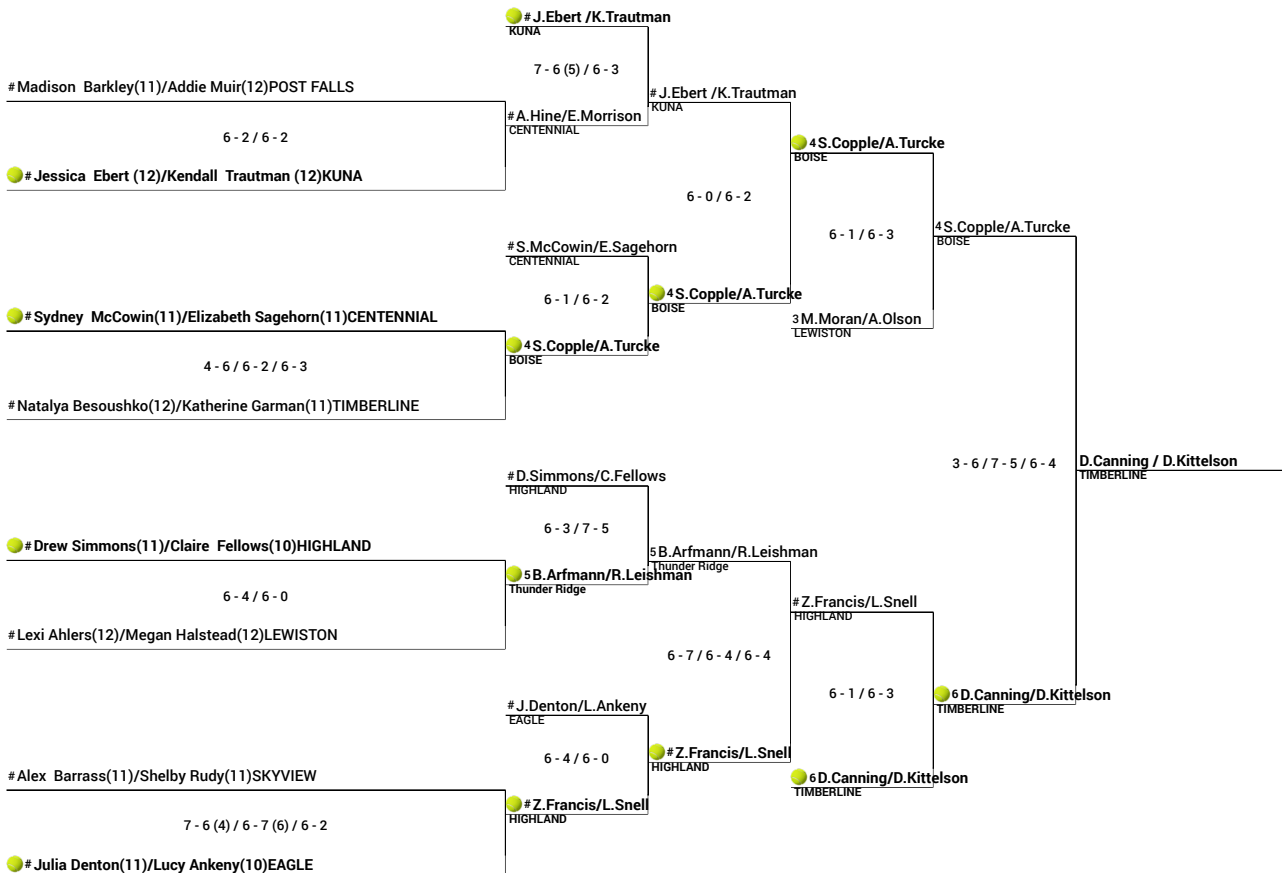 # J.Ebert /K.Trautman
KUNA
7 - 6 (5) / 6 - 3
# Madison Barkley(11)/Addie Muir(12)POST FALLS
# J.Ebert /K.Trautman
KUNA
# A.Hine/E.Morrison
CENTENNIAL
6 - 2 / 6 - 2
4 S.Copple/A.Turcke
BOISE
# Jessica Ebert (12)/Kendall Trautman (12)KUNA
6 - 0 / 6 - 2
4 S.Copple/A.Turcke
BOISE
6 - 1 / 6 - 3
# S.McCowin/E.Sagehorn
CENTENNIAL
6 - 1 / 6 - 2
4 S.Copple/A.Turcke
BOISE
# Sydney McCowin(11)/Elizabeth Sagehorn(11)CENTENNIAL
3 M.Moran/A.Olson
LEWISTON
4 S.Copple/A.Turcke
BOISE
4 - 6 / 6 - 2 / 6 - 3
# Natalya Besoushko(12)/Katherine Garman(11)TIMBERLINE
3 - 6 / 7 - 5 / 6 - 4
D.Canning / D.Kittelson
TIMBERLINE
# D.Simmons/C.Fellows
HIGHLAND
6 - 3 / 7 - 5
# Drew Simmons(11)/Claire Fellows(10)HIGHLAND
5 B.Arfmann/R.Leishman
Thunder Ridge
5 B.Arfmann/R.Leishman
Thunder Ridge
6 - 4 / 6 - 0
# Z.Francis/L.Snell
HIGHLAND
# Lexi Ahlers(12)/Megan Halstead(12)LEWISTON
6 - 7 / 6 - 4 / 6 - 4
6 - 1 / 6 - 3
6 D.Canning/D.Kittelson
TIMBERLINE
# J.Denton/L.Ankeny
EAGLE
6 - 4 / 6 - 0
# Z.Francis/L.Snell
HIGHLAND
# Alex Barrass(11)/Shelby Rudy(11)SKYVIEW
6 D.Canning/D.Kittelson
TIMBERLINE
# Z.Francis/L.Snell
HIGHLAND
7 - 6 (4) / 6 - 7 (6) / 6 - 2
# Julia Denton(11)/Lucy Ankeny(10)EAGLE